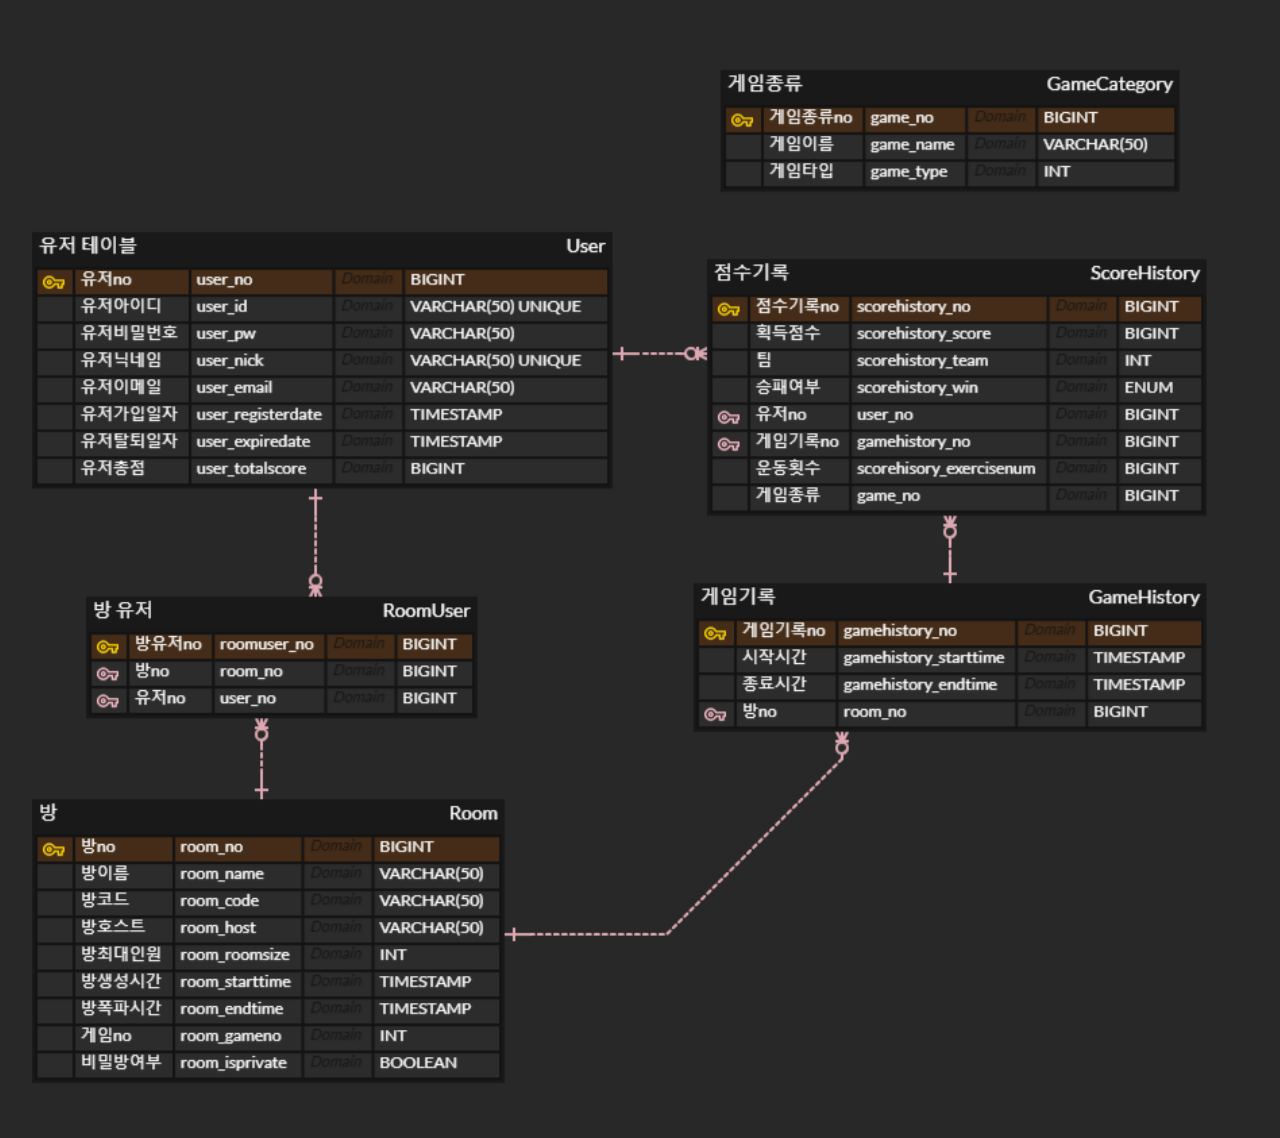 게임종류 GameCategory
게임종류no game_no Domain BIGINT
게임이름 game_name Domain VARCHAR(50)
게임타입 game_type Domain INT
유저 테이블 User
유저no user_no Domain BIGINT
유저아이디 user_id Domain VARCHAR(50) UNIQUE
유저비밀번호 user_pw Domain VARCHAR(50)
유저닉네임 user_nick Domain VARCHAR(50) UNIQUE
유저이메일 user_email Domain VARCHAR(50)
유저가입일자 user_registerdate Domain TIMESTAMP
유저탈퇴일자 user_expiredate Domain TIMESTAMP
유저총점 user_totalscore Domain BIGINT
점수기록 ScoreHistory
점수기록no scorehistory_no Domain BIGINT
획득점수 scorehistory_score Domain BIGINT
팀 scorehistory_team Domain INT
승패여부 scorehistory_win Domain ENUM
유저no user_no Domain BIGINT
게임기록no gamehistory_no Domain BIGINT
운동횟수 scorehisory_exercisenum Domain BIGINT
게임종류 game_no Domain BIGINT
방 유저 RoomUser
방유저no roomuser_no Domain BIGINT
방no room_no Domain BIGINT
유저no user_no Domain BIGINT
게임기록 GameHistory
게임기록no gamehistory_no Domain BIGINT
시작시간 gamehistory_starttime Domain TIMESTAMP
종료시간 gamehistory_endtime Domain TIMESTAMP
방no room_no Domain BIGINT
방 Room
방no room_no Domain BIGINT
방이름 room_name Domain VARCHAR(50)
방코드 room_code Domain VARCHAR(50)
방호스트 room_host Domain VARCHAR(50)
방최대인원 room_roomsize Domain INT
방생성시간 room_starttime Domain TIMESTAMP
방폭파시간 room_endtime Domain TIMESTAMP
게임no room_gameno Domain INT
비밀방여부 room_isprivate Domain BOOLEAN